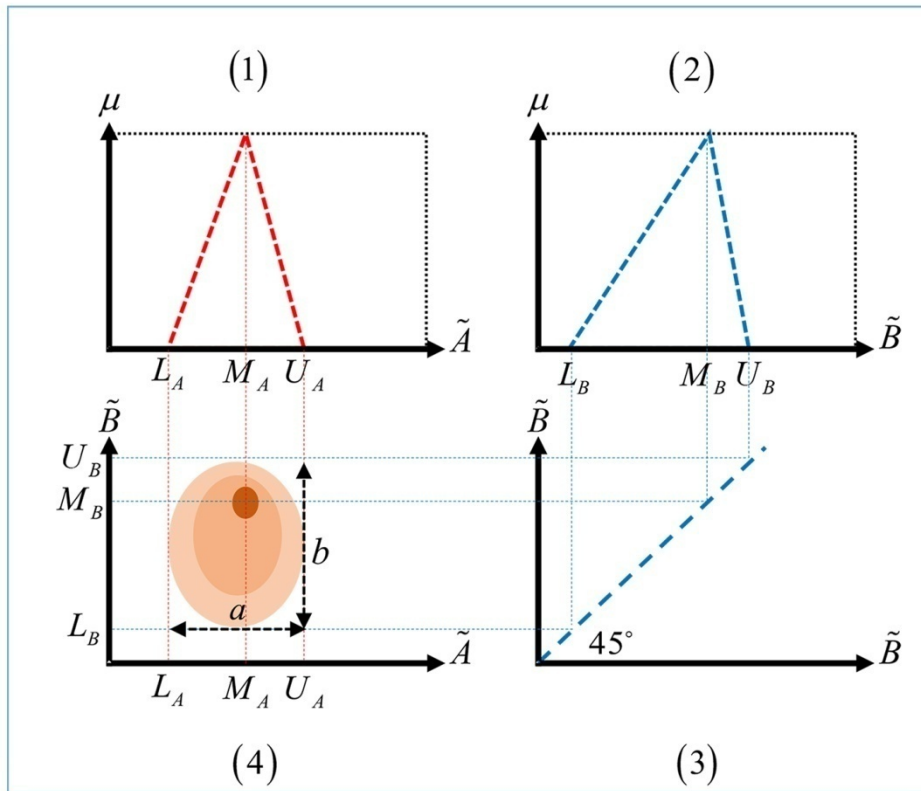 (1) (2)
μ μ
L_A M_A U_A Ã L_B M_B U_B B̃
B̃
U_B
M_B
b
a
L_B 45°
Ã B̃
L_A M_A U_A
(4) (3)